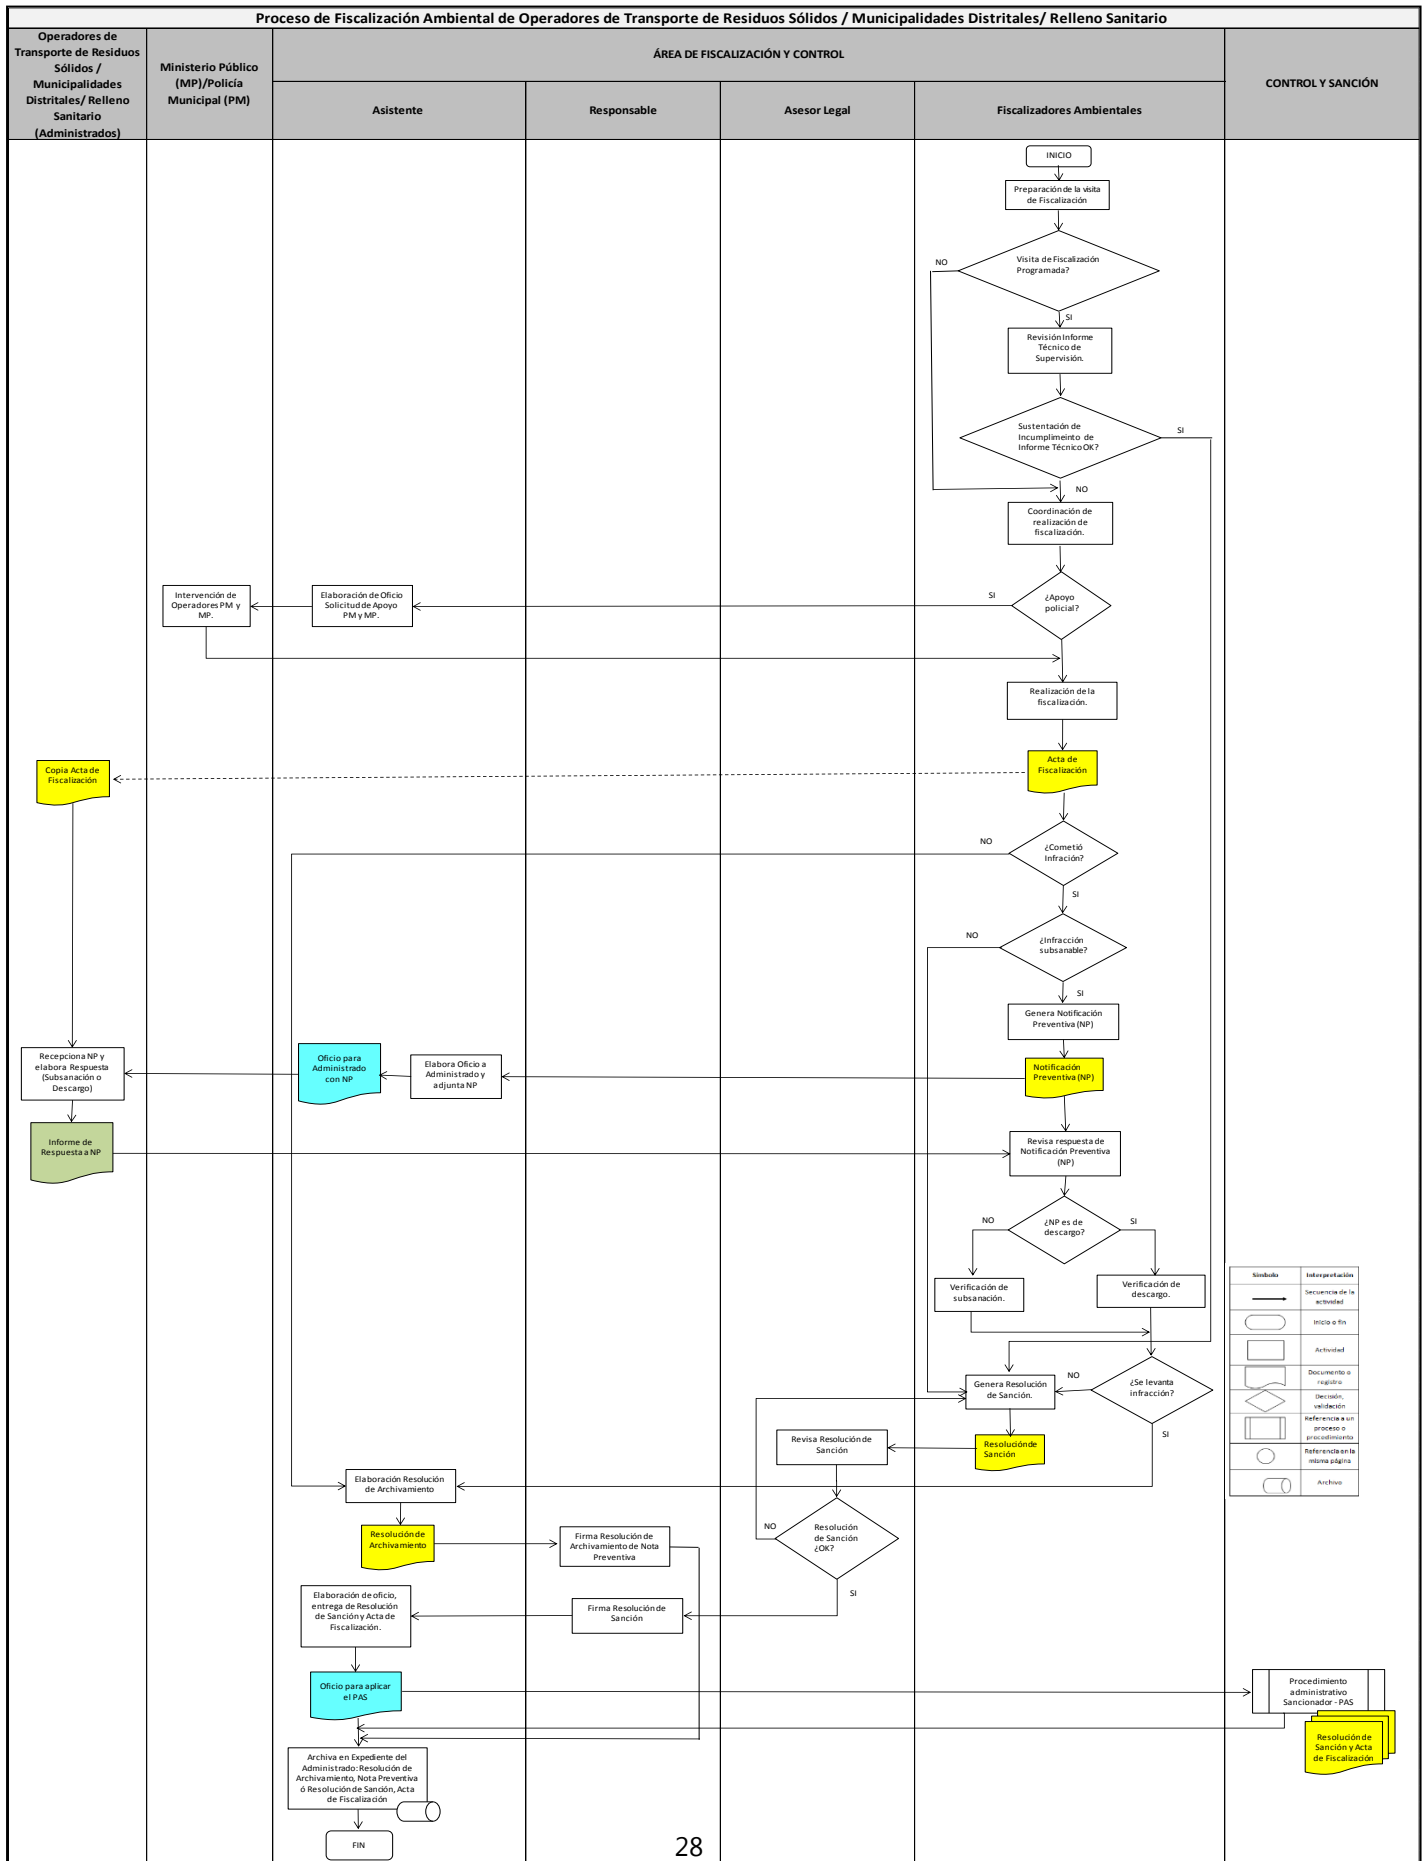 Proceso de Fiscalización Ambiental de Operadores de Transporte de Residuos Sólidos / Municipalidades Distritales/ Relleno Sanitario
Operadores de
Transporte de Residuos
Sólidos /
Municipalidades
Distritales/ Relleno
Sanitario
(Administrados)
Ministerio Público
(MP)/Policía
Municipal (PM)
ÁREA DE FISCALIZACIÓN Y CONTROL
CONTROL Y SANCIÓN
Asistente
Responsable
Asesor Legal
Fiscalizadores Ambientales
INICIO
Preparación de la visita
de Fiscalización
Visita de Fiscalización
Programada?
NO
SI
Revisión Informe
Técnico de
Supervisión.
Sustentación de
Incumplimeinto de
Informe Técnico OK?
SI
NO
Coordinación de
realización de
fiscalización.
¿Apoyo
policial?
SI
Elaboración de Oficio
Solicitud de Apoyo
PM y MP.
Intervención de
Operadores PM y
MP.
Realización de la
fiscalización.
Acta de
Fiscalización
Copia Acta de
Fiscalización
¿Cometió
Infración?
NO
SI
¿Infracción
subsanable?
NO
SI
Genera Notificación
Preventiva (NP)
Notificación
Preventiva (NP)
Elabora Oficio a
Administrado y
adjunta NP
Oficio para
Administrado
con NP
Recepciona NP y
elabora Respuesta
(Subsanación o
Descargo)
Informe de
Respuesta a NP
Revisa respuesta de
Notificación Preventiva
(NP)
¿NP es de
descargo?
NO
SI
Verificación de
subsanación.
Verificación de
descargo.
¿Se levanta
infracción?
NO
SI
Genera Resolución
de Sanción.
Resolución de
Sanción
Revisa Resolución de
Sanción
Resolución
de Sanción
¿OK?
NO
SI
Elaboración Resolución
de Archivamiento
Resolución de
Archivamiento
Firma Resolución de
Archivamiento de Nota
Preventiva
Firma Resolución de
Sanción
Elaboración de oficio,
entrega de Resolución
de Sanción y Acta de
Fiscalización.
Oficio para aplicar
el PAS
Procedimiento
administrativo
Sancionador - PAS
Resolución de
Sanción y Acta
de Fiscalización
Archiva en Expediente del
Administrado: Resolución de
Archivamiento, Nota Preventiva
ó Resolución de Sanción, Acta
de Fiscalización
FIN
Símbolo
Interpretación
Secuencia de la
actividad
Inicio o fin
Actividad
Documento o
registro
Decisión,
validación
Referencia a un
proceso o
procedimiento
Referencia en la
misma página
Archivo
28